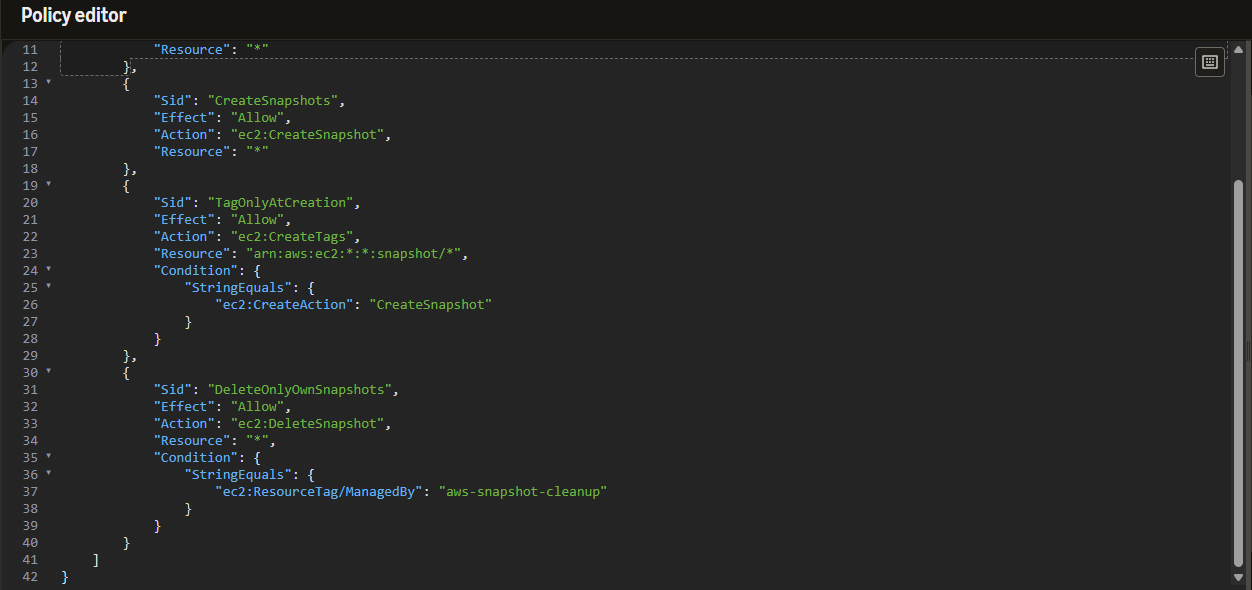 Policy editor
11 "Resource": "*"
12 },
13 {
14 "Sid": "CreateSnapshots",
15 "Effect": "Allow",
16 "Action": "ec2:CreateSnapshot",
17 "Resource": "*"
18 },
19 {
20 "Sid": "TagOnlyAtCreation",
21 "Effect": "Allow",
22 "Action": "ec2:CreateTags",
23 "Resource": "arn:aws:ec2:*:*:snapshot/*",
24 "Condition": {
25 "StringEquals": {
26 "ec2:CreateAction": "CreateSnapshot"
27 }
28 }
29 },
30 {
31 "Sid": "DeleteOnlyOwnSnapshots",
32 "Effect": "Allow",
33 "Action": "ec2:DeleteSnapshot",
34 "Resource": "*",
35 "Condition": {
36 "StringEquals": {
37 "ec2:ResourceTag/ManagedBy": "aws-snapshot-cleanup"
38 }
39 }
40 }
41 ]
42 }